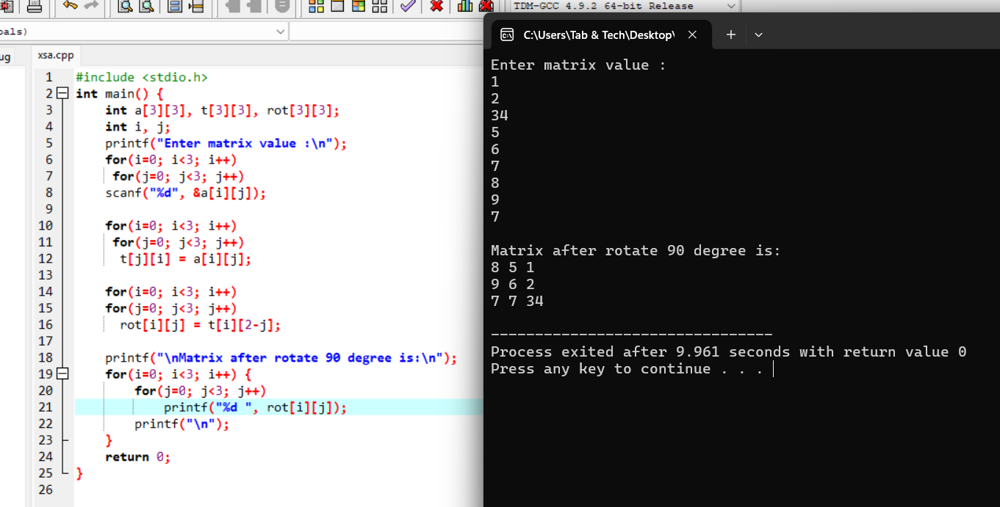 TDM-GCC 4.9.2 64-bit Release
bals)
ug
xsa.cpp
1 #include <stdio.h>
2 int main() {
3 int a[3][3], t[3][3], rot[3][3];
4 int i, j;
5 printf("Enter matrix value :\n");
6 for(i=0; i<3; i++)
7 for(j=0; j<3; j++)
8 scanf("%d", &a[i][j]);
9
10 for(i=0; i<3; i++)
11 for(j=0; j<3; j++)
12 t[j][i] = a[i][j];
13
14 for(i=0; i<3; i++)
15 for(j=0; j<3; j++)
16 rot[i][j] = t[i][2-j];
17
18 printf("\nMatrix after rotate 90 degree is:\n");
19 for(i=0; i<3; i++) {
20 for(j=0; j<3; j++)
21 printf("%d ", rot[i][j]);
22 printf("\n");
23 }
24 return 0;
25 }
26
C:\Users\Tab & Tech\Desktop\
Enter matrix value :
1
2
34
5
6
7
8
9
7
Matrix after rotate 90 degree is:
8 5 1
9 6 2
7 7 34
--------------------------------
Process exited after 9.961 seconds with return value 0
Press any key to continue . . .